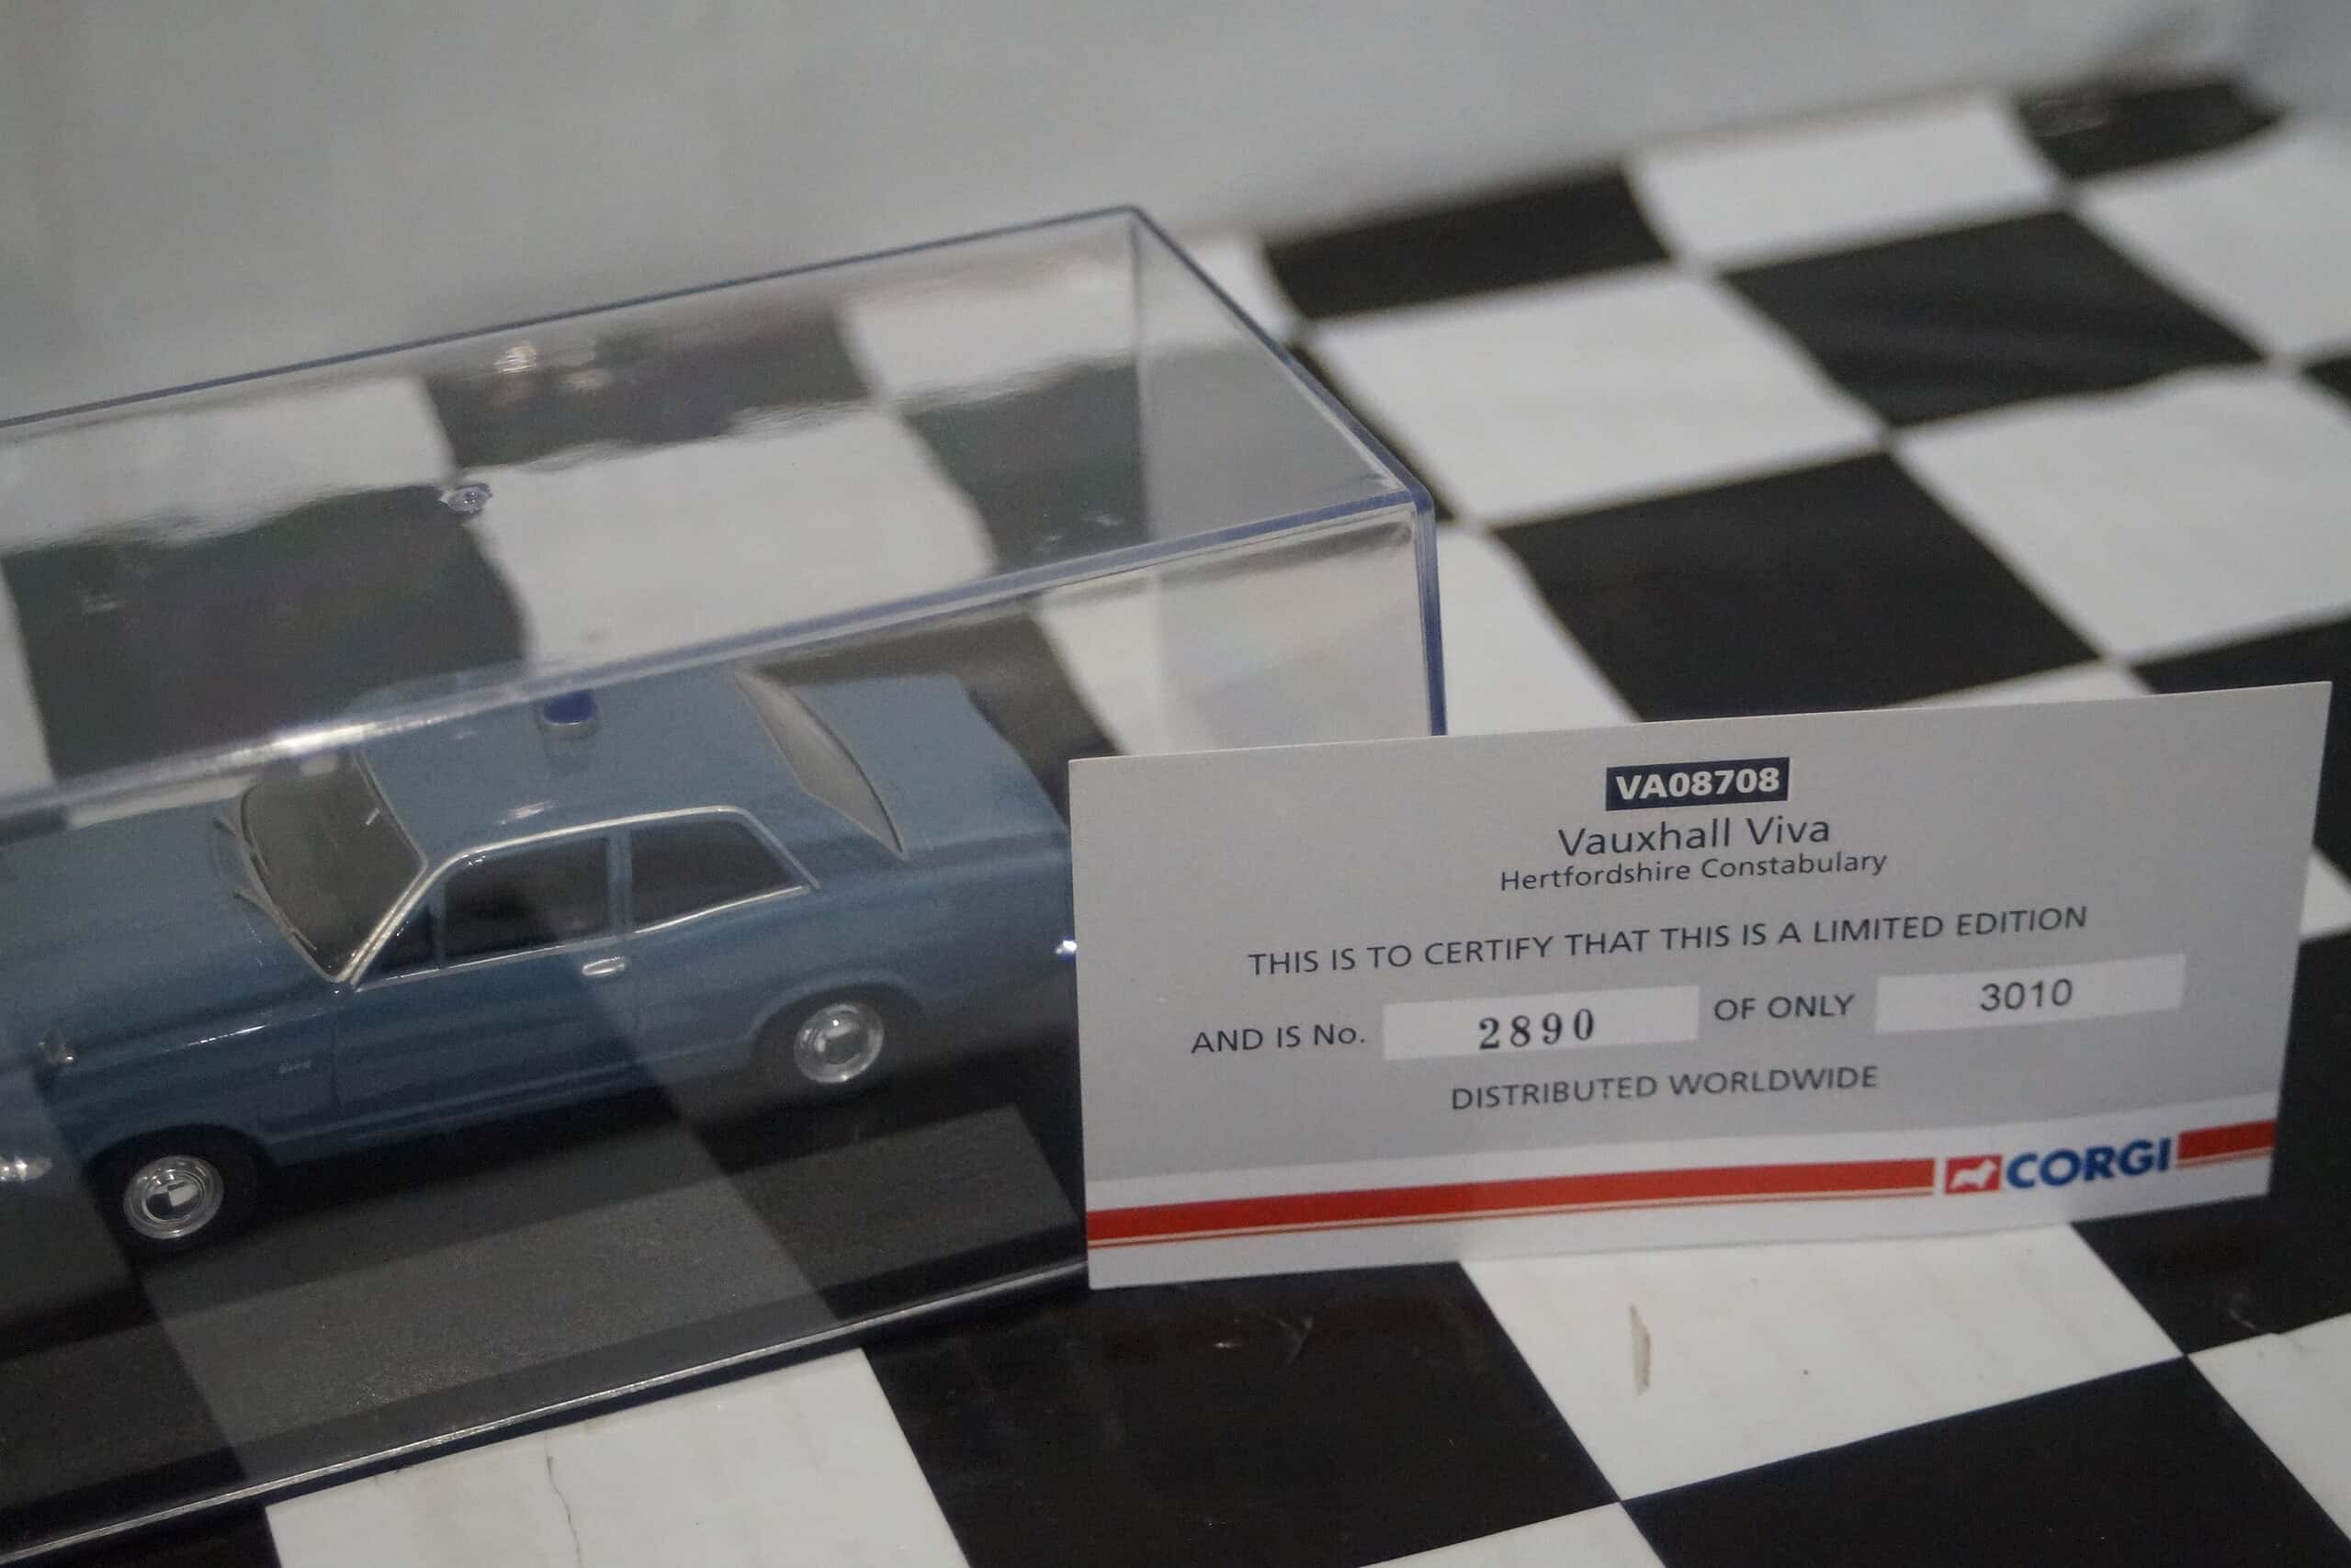 VA08708
Vauxhall Viva
Hertfordshire Constabulary
THIS IS TO CERTIFY THAT THIS IS A LIMITED EDITION
AND IS No. 2890 OF ONLY 3010
DISTRIBUTED WORLDWIDE
CORGI